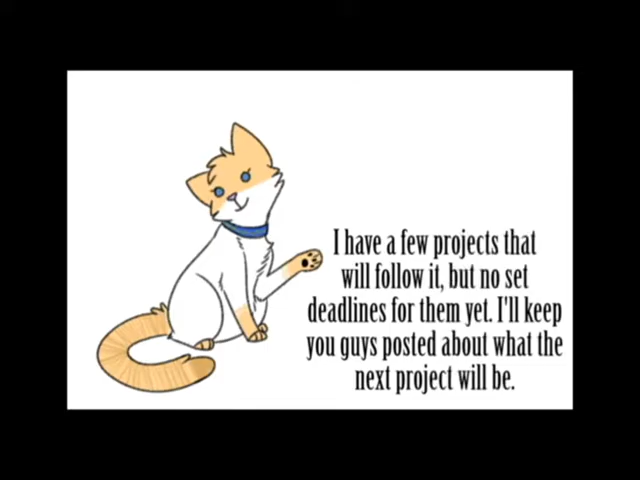 I have a few projects that
will follow it, but no set
deadlines for them yet. I'll keep
you guys posted about what the
next project will be.